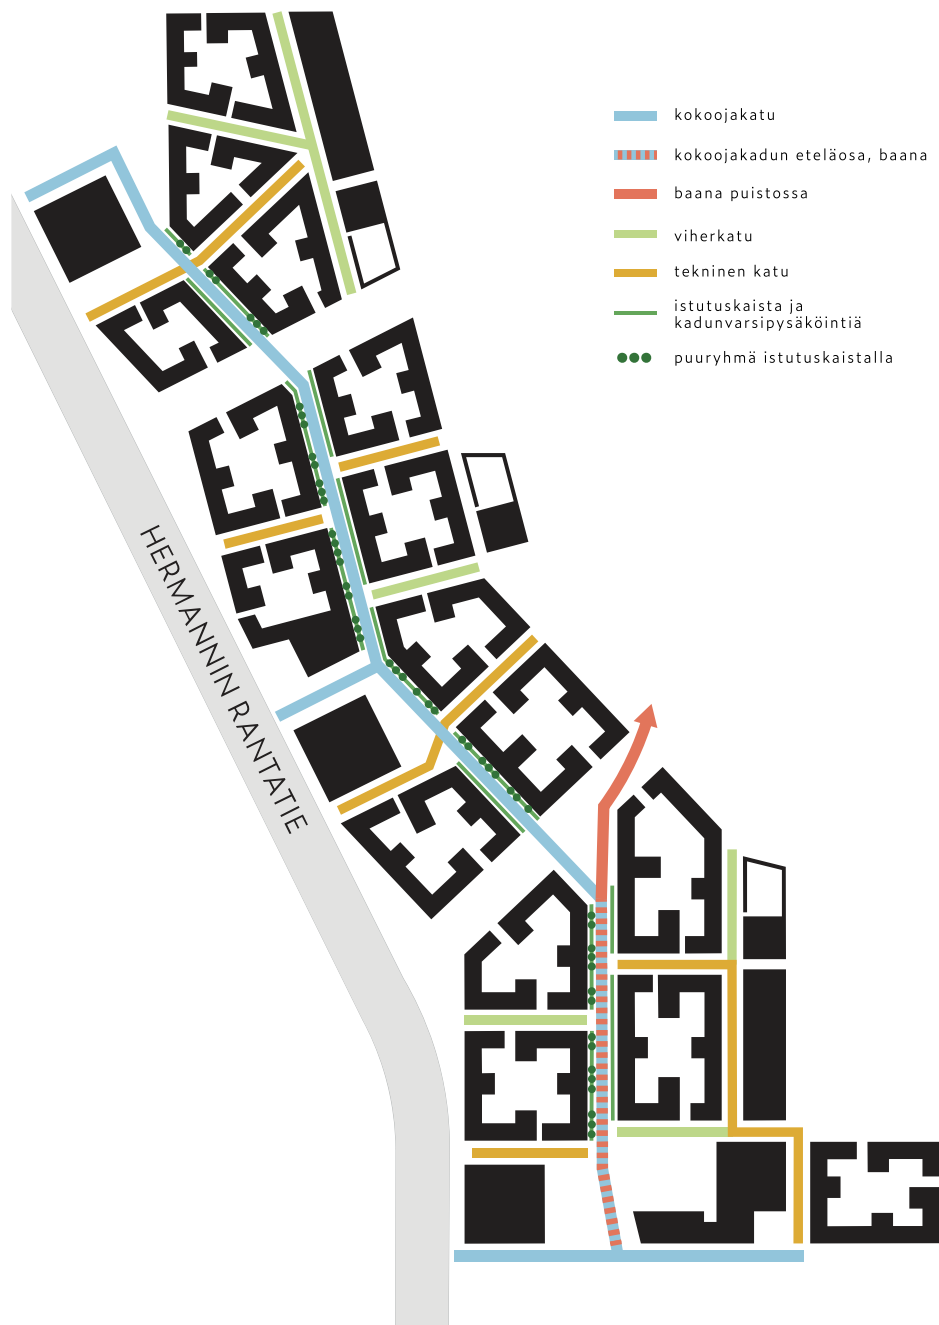 kokoojakatu
kokoojakadun eteläosa, baana
baana puistossa
viherkatu
tekninen katu
istutuskaista ja
kadunvarsipysäköintiä
puuryhmä istutuskaistalla
HERMANNIN RANTATIE